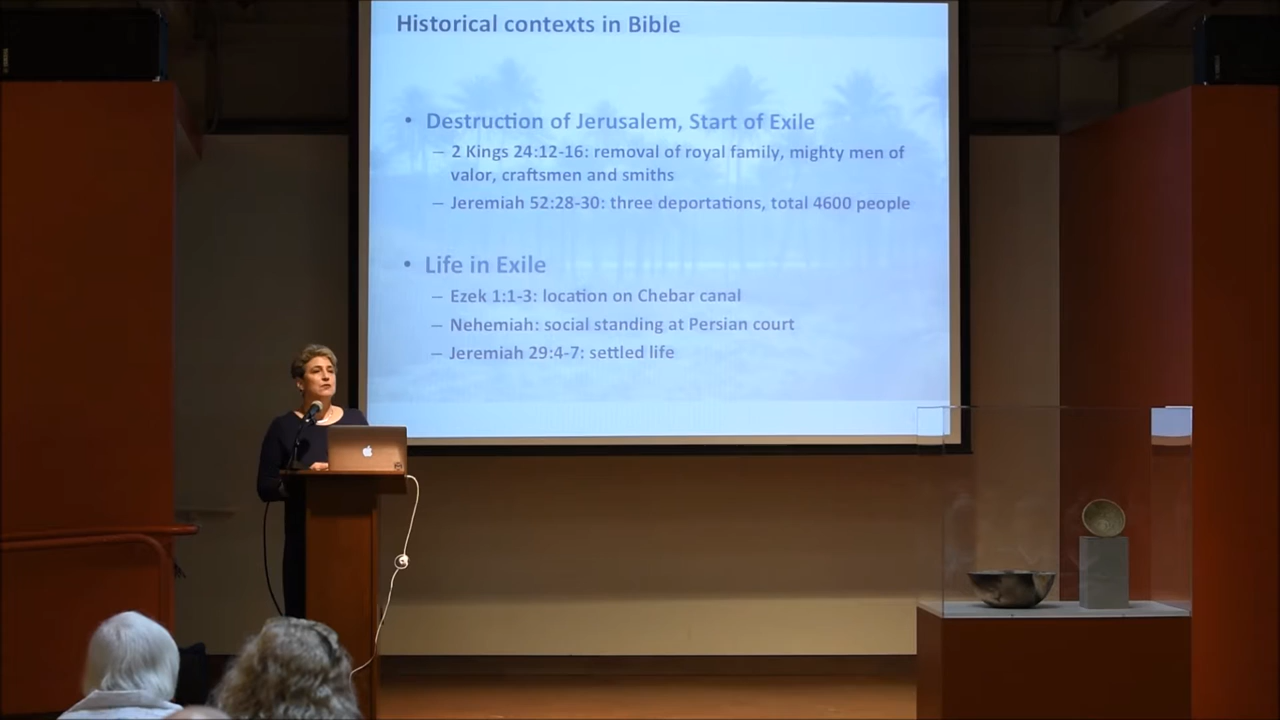 Historical contexts in Bible
• Destruction of Jerusalem, Start of Exile
– 2 Kings 24:12-16: removal of royal family, mighty men of
valor, craftsmen and smiths
– Jeremiah 52:28-30: three deportations, total 4600 people
• Life in Exile
– Ezek 1:1-3: location on Chebar canal
– Nehemiah: social standing at Persian court
– Jeremiah 29:4-7: settled life